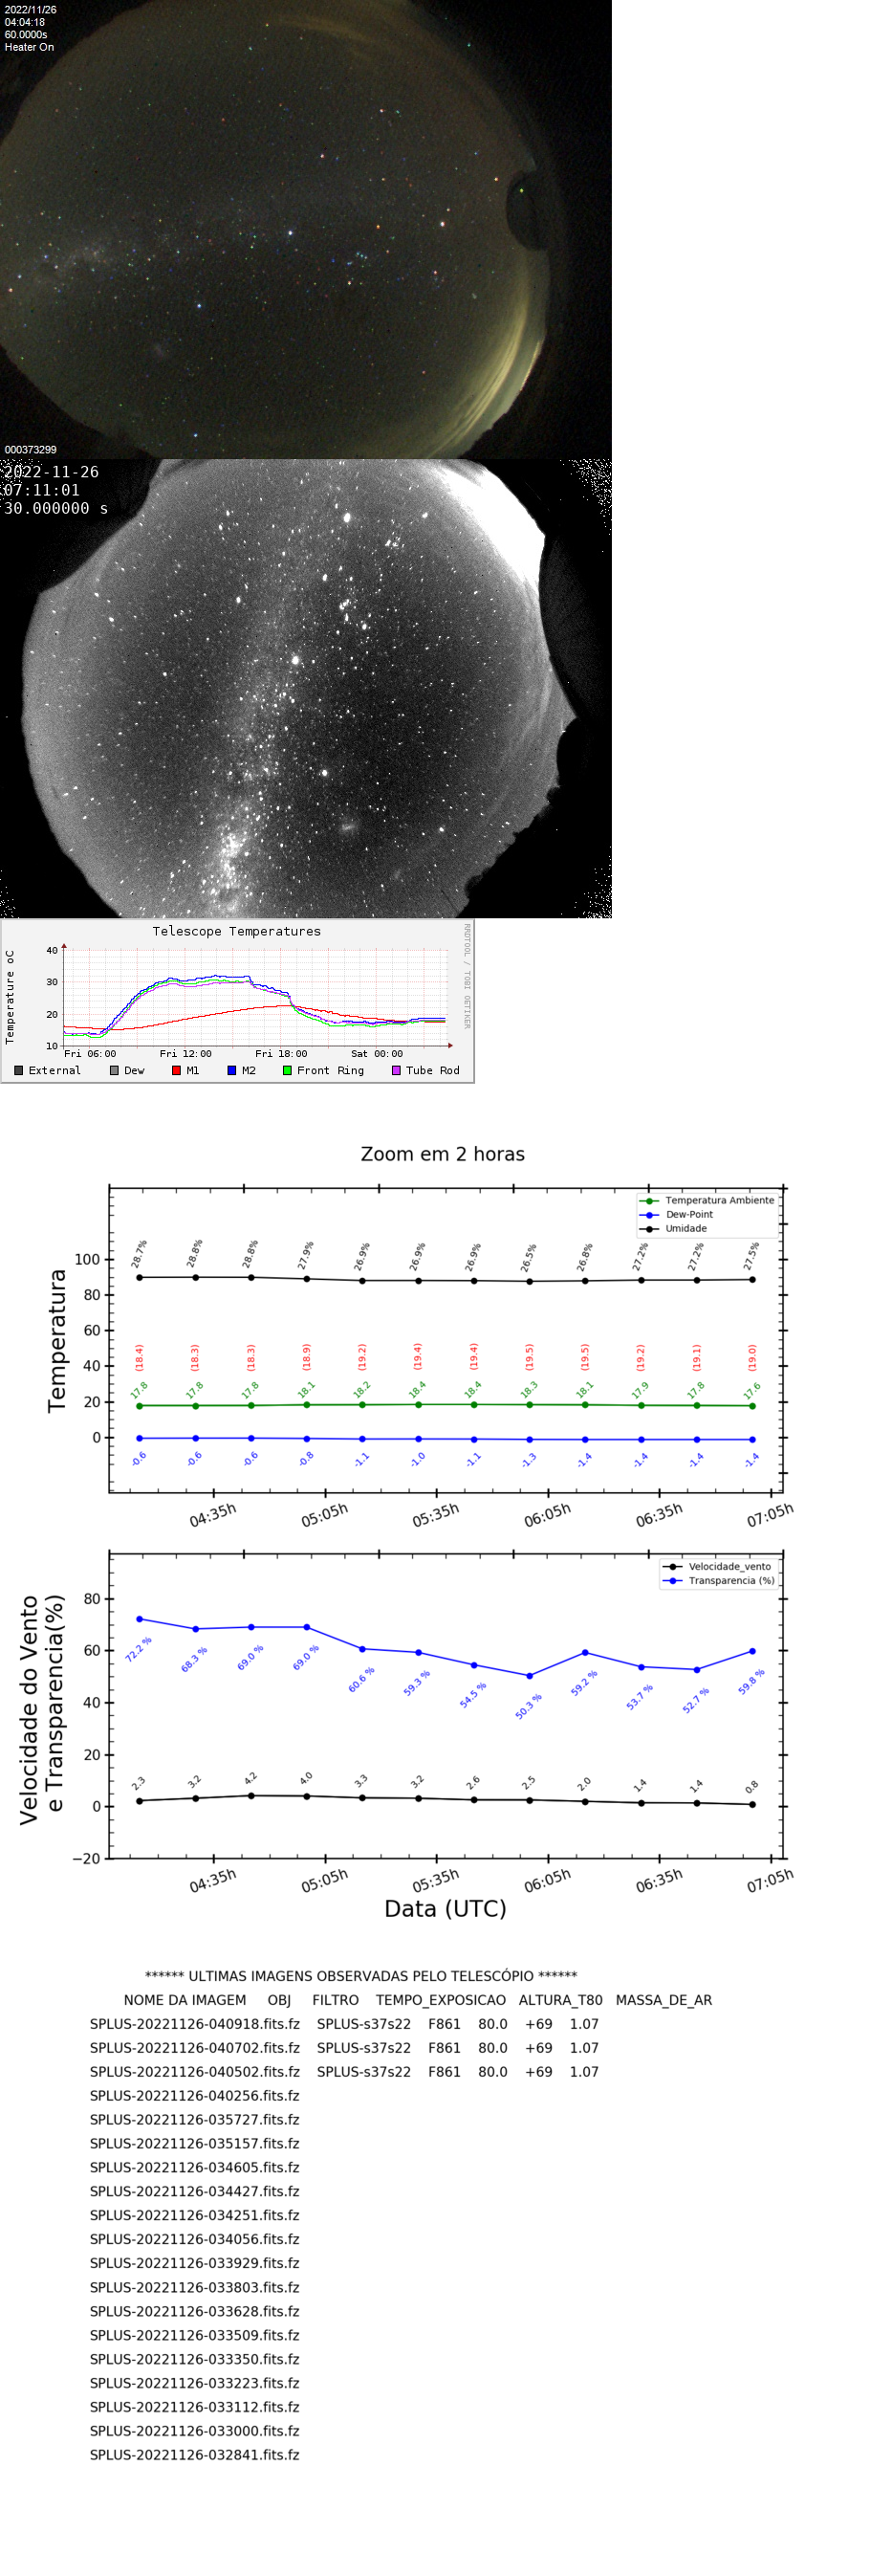 2022/11/26
04:04:18
60.0000s
Heater On
000373299
2022-11-26
07:11:01
30.000000 s
Telescope Temperatures
RRDTOOL / TOBI OETIKER
Temperature oC
40
30
20
10
Fri 06:00 Fri 12:00 Fri 18:00 Sat 00:00
External Dew M1 M2 Front Ring Tube Rod
Zoom em 2 horas
Temperatura Ambiente
Dew-Point
Umidade
Temperatura
100
80
60
40
20
0
28.7% 28.8% 28.8% 27.9% 26.9% 26.9% 26.9% 26.5% 26.8% 27.2% 27.2% 27.5%
(18.4) (18.3) (18.3) (18.9) (19.2) (19.4) (19.4) (19.5) (19.5) (19.2) (19.1) (19.0)
17.8 17.8 17.8 18.1 18.2 18.4 18.4 18.3 18.1 17.9 17.8 17.6
-0.6 -0.6 -0.6 -0.8 -1.1 -1.0 -1.1 -1.3 -1.4 -1.4 -1.4 -1.4
04:35h 05:05h 05:35h 06:05h 06:35h 07:05h
Velocidade_vento
Transparencia (%)
Velocidade do Vento
e Transparencia(%)
80
60
40
20
0
−20
72.2 % 68.3 % 69.0 % 69.0 % 60.6 % 59.3 % 54.5 % 50.3 % 59.2 % 53.7 % 52.7 % 59.8 %
2.3 3.2 4.2 4.0 3.3 3.2 2.6 2.5 2.0 1.4 1.4 0.8
04:35h 05:05h 05:35h 06:05h 06:35h 07:05h
Data (UTC)
****** ULTIMAS IMAGENS OBSERVADAS PELO TELESCÓPIO ******
NOME DA IMAGEM OBJ FILTRO TEMPO_EXPOSICAO ALTURA_T80 MASSA_DE_AR
SPLUS-20221126-040918.fits.fz SPLUS-s37s22 F861 80.0 +69 1.07
SPLUS-20221126-040702.fits.fz SPLUS-s37s22 F861 80.0 +69 1.07
SPLUS-20221126-040502.fits.fz SPLUS-s37s22 F861 80.0 +69 1.07
SPLUS-20221126-040256.fits.fz
SPLUS-20221126-035727.fits.fz
SPLUS-20221126-035157.fits.fz
SPLUS-20221126-034605.fits.fz
SPLUS-20221126-034427.fits.fz
SPLUS-20221126-034251.fits.fz
SPLUS-20221126-034056.fits.fz
SPLUS-20221126-033929.fits.fz
SPLUS-20221126-033803.fits.fz
SPLUS-20221126-033628.fits.fz
SPLUS-20221126-033509.fits.fz
SPLUS-20221126-033350.fits.fz
SPLUS-20221126-033223.fits.fz
SPLUS-20221126-033112.fits.fz
SPLUS-20221126-033000.fits.fz
SPLUS-20221126-032841.fits.fz